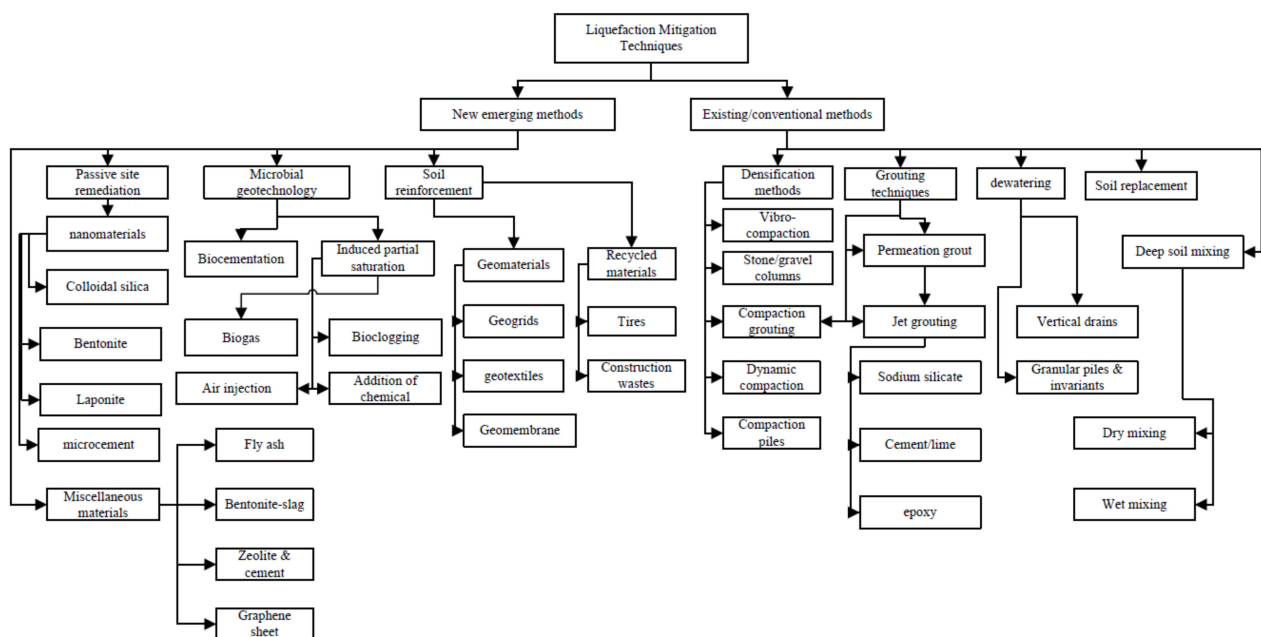 Liquefaction Mitigation
Techniques
New emerging methods
Existing/conventional methods
Passive site
remediation
Microbial
geotechnology
Soil
reinforcement
Densification
methods
Grouting
techniques
dewatering
Soil replacement
nanomaterials
Biocementation
Induced partial
saturation
Geomaterials
Recycled
materials
Vibro-
compaction
Permeation grout
Deep soil mixing
Colloidal silica
Stone/gravel
columns
Bentonite
Biogas
Bioclogging
Geogrids
Tires
Compaction
grouting
Jet grouting
Vertical drains
Laponite
Air injection
Addition of
chemical
geotextiles
Construction
wastes
Dynamic
compaction
Sodium silicate
Granular piles &
invariants
microcement
Fly ash
Geomembrane
Compaction
piles
Cement/lime
Dry mixing
Miscellaneous
materials
Bentonite-slag
epoxy
Wet mixing
Zeolite &
cement
Graphene
sheet